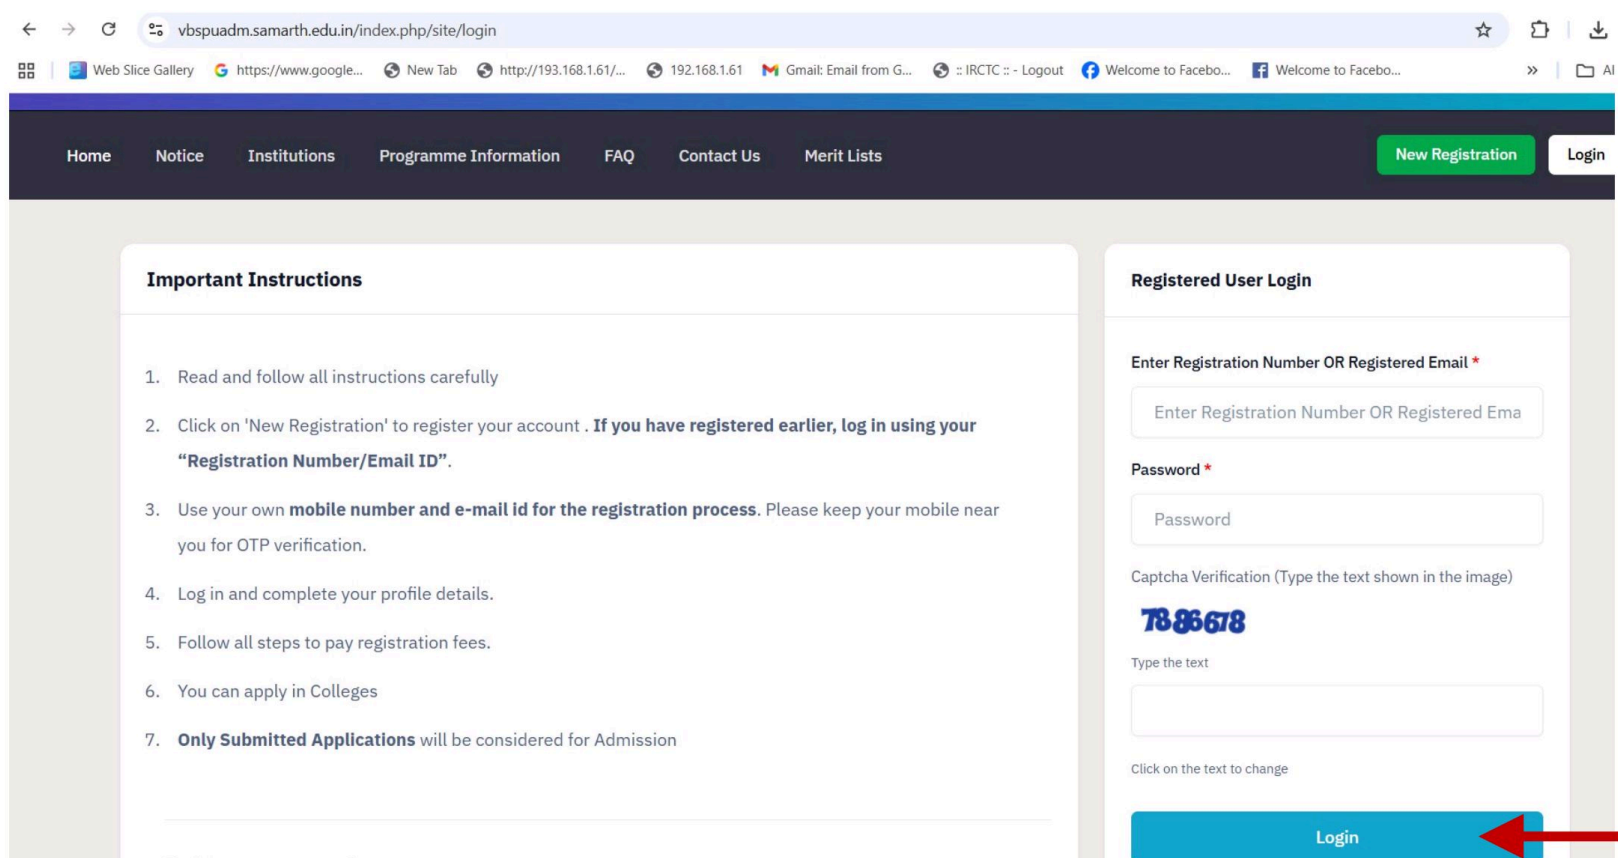 vbspuadm.samarth.edu.in/index.php/site/login
Web Slice Gallery https://www.google... New Tab http://193.168.1.61/... 192.168.1.61 Gmail: Email from G... :: IRCTC :: - Logout Welcome to Facebo... Welcome to Facebo... » Al
Home Notice Institutions Programme Information FAQ Contact Us Merit Lists New Registration Login
Important Instructions
1. Read and follow all instructions carefully
2. Click on 'New Registration' to register your account . If you have registered earlier, log in using your
“Registration Number/Email ID”.
3. Use your own mobile number and e-mail id for the registration process. Please keep your mobile near
you for OTP verification.
4. Log in and complete your profile details.
5. Follow all steps to pay registration fees.
6. You can apply in Colleges
7. Only Submitted Applications will be considered for Admission
Registered User Login
Enter Registration Number OR Registered Email *
Enter Registration Number OR Registered Ema
Password *
Password
Captcha Verification (Type the text shown in the image)
Type the text
Click on the text to change
Login